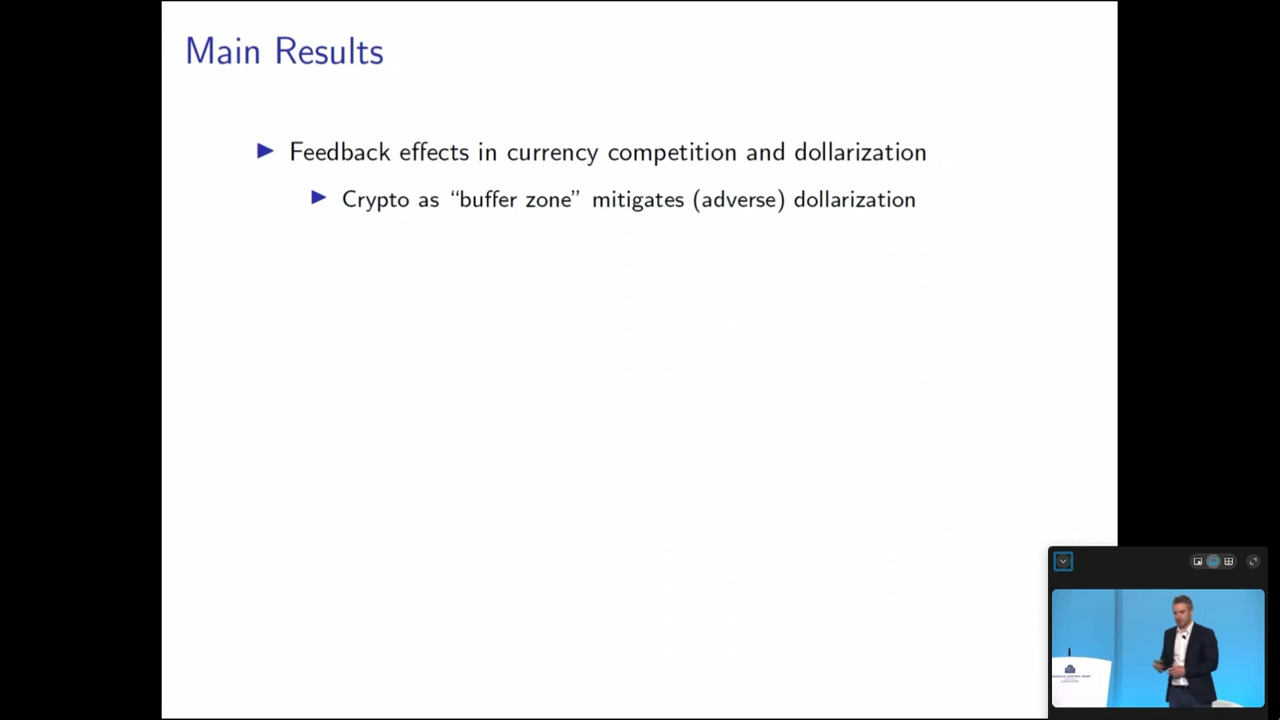 Main Results
Feedback effects in currency competition and dollarization
Crypto as “buffer zone” mitigates (adverse) dollarization